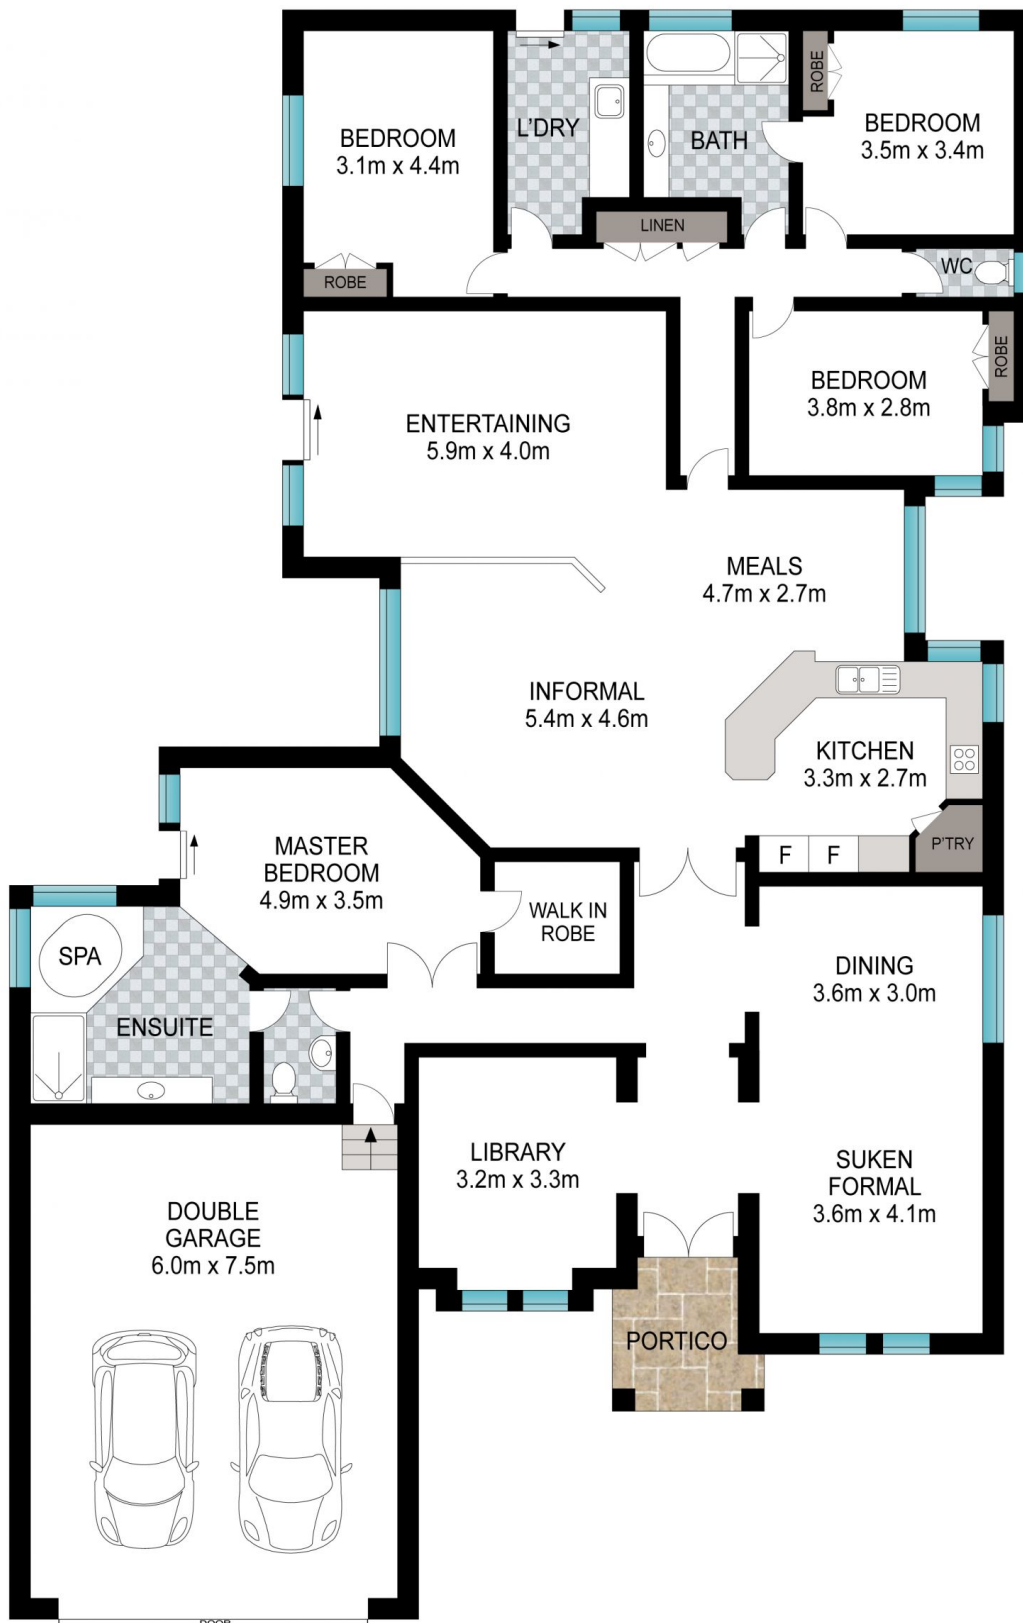 BEDROOM
3.1m x 4.4m
L'DRY
BATH
ROBE
BEDROOM
3.5m x 3.4m
LINEN
ROBE
WC
ENTERTAINING
5.9m x 4.0m
BEDROOM
3.8m x 2.8m
ROBE
MEALS
4.7m x 2.7m
INFORMAL
5.4m x 4.6m
KITCHEN
3.3m x 2.7m
F
F
P'TRY
MASTER
BEDROOM
4.9m x 3.5m
WALK IN
ROBE
SPA
ENSUITE
DINING
3.6m x 3.0m
LIBRARY
3.2m x 3.3m
SUKEN
FORMAL
3.6m x 4.1m
DOUBLE
GARAGE
6.0m x 7.5m
PORTICO
DOOR